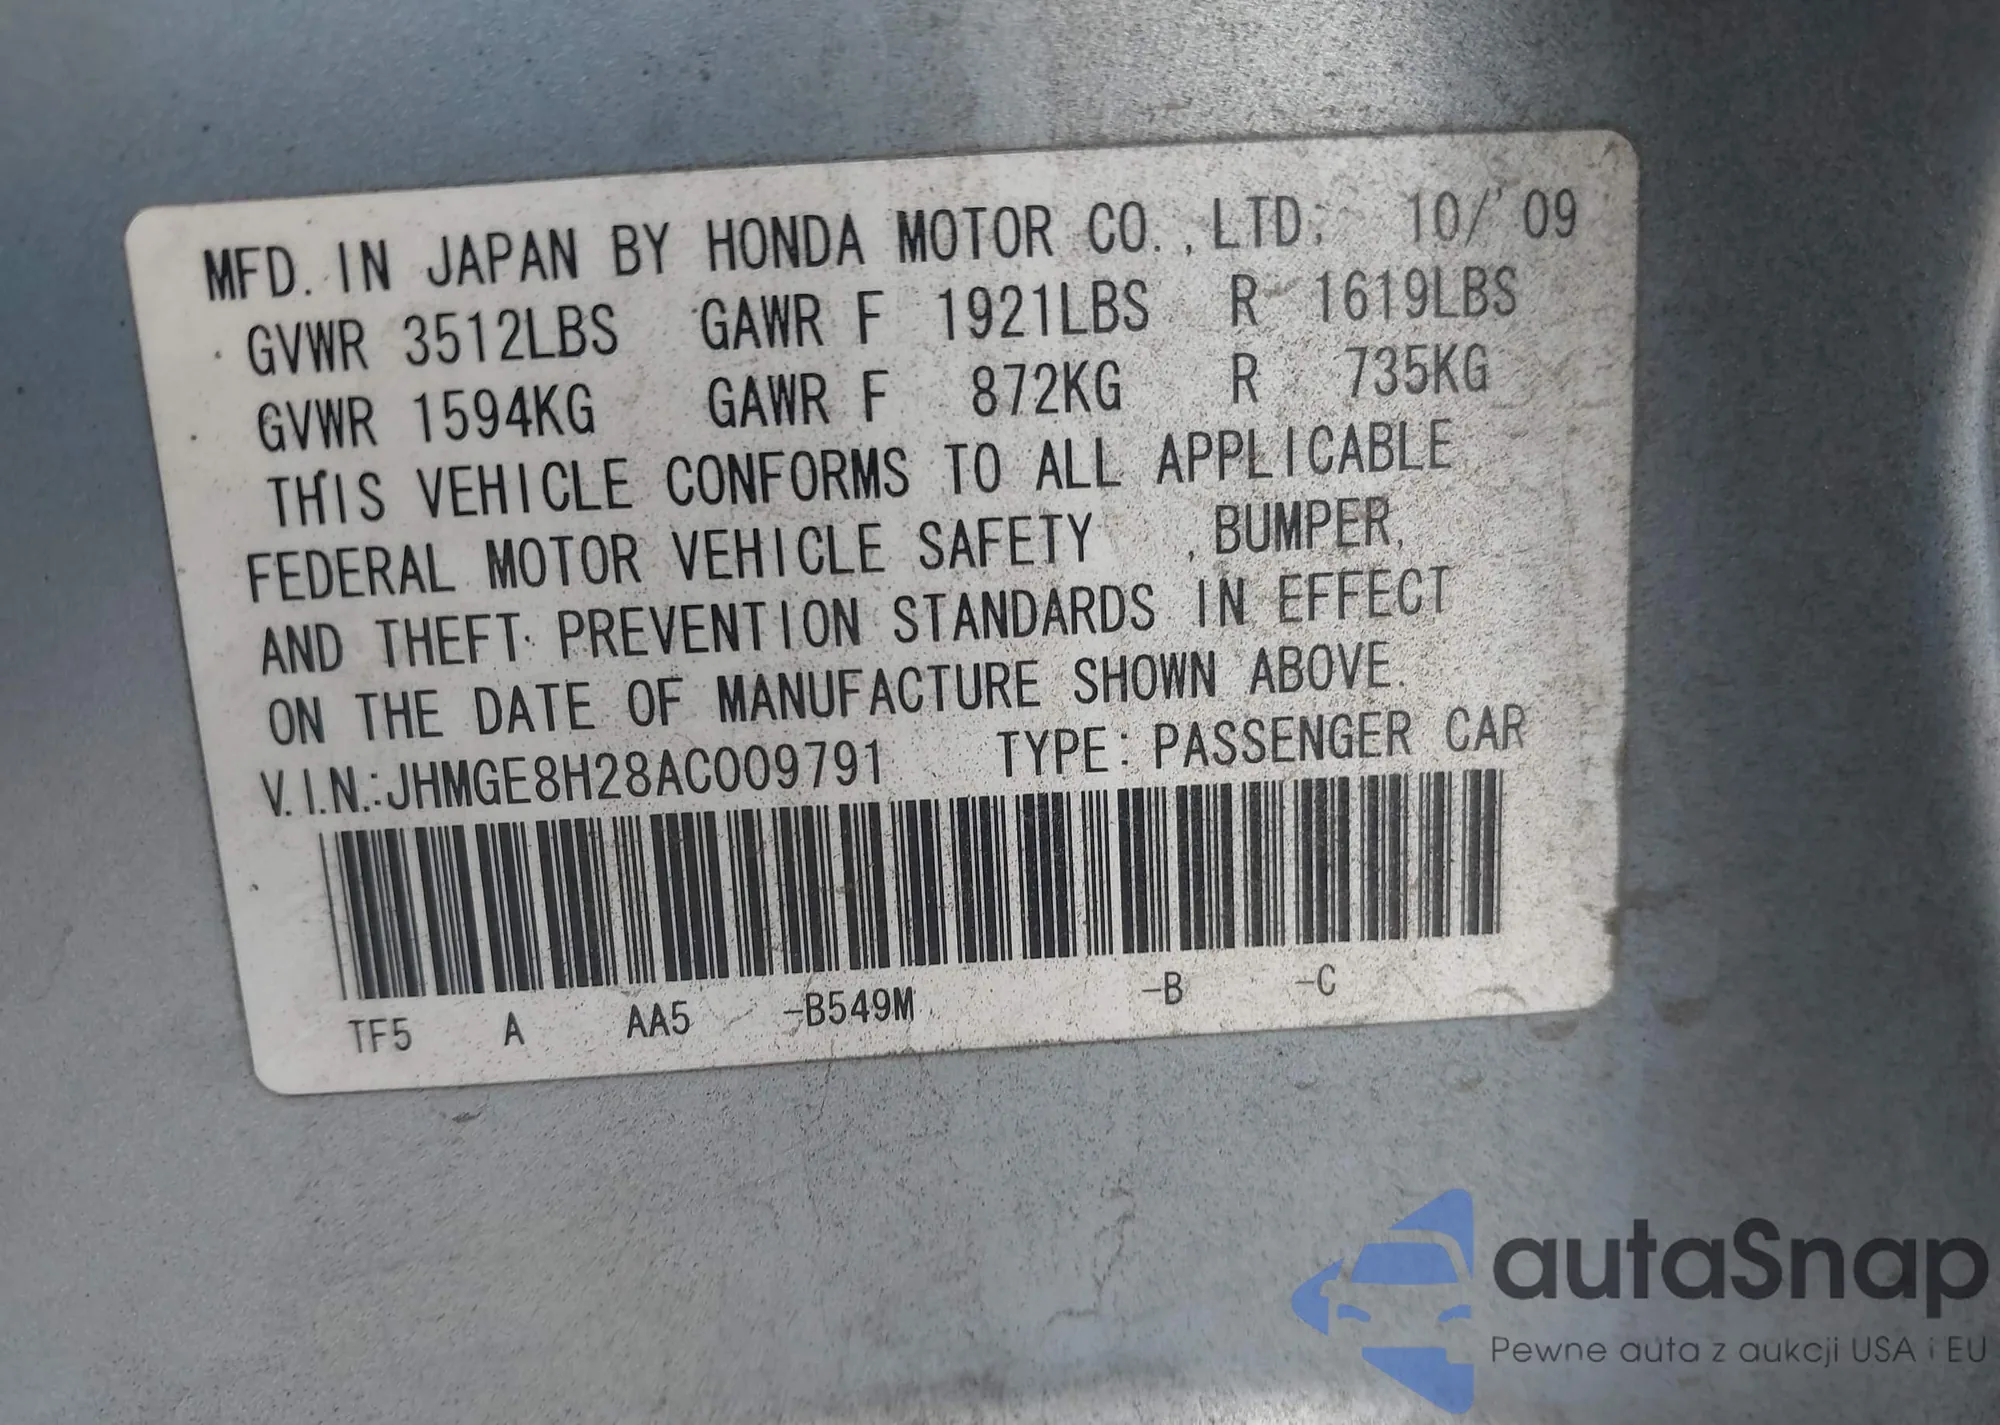 MFD. IN JAPAN BY HONDA MOTOR CO., LTD. 10/'09
GVWR 3512LBS GAWR F 1921LBS R 1619LBS
GVWR 1594KG GAWR F 872KG R 735KG
THIS VEHICLE CONFORMS TO ALL APPLICABLE
FEDERAL MOTOR VEHICLE SAFETY , BUMPER,
AND THEFT PREVENTION STANDARDS IN EFFECT
ON THE DATE OF MANUFACTURE SHOWN ABOVE.
V.I.N.:JHMGE8H28AC009791 TYPE:PASSENGER CAR
TF5 A AA5 -B549M -B -C
autaSnap
Pewne auta z aukcji USA i EU